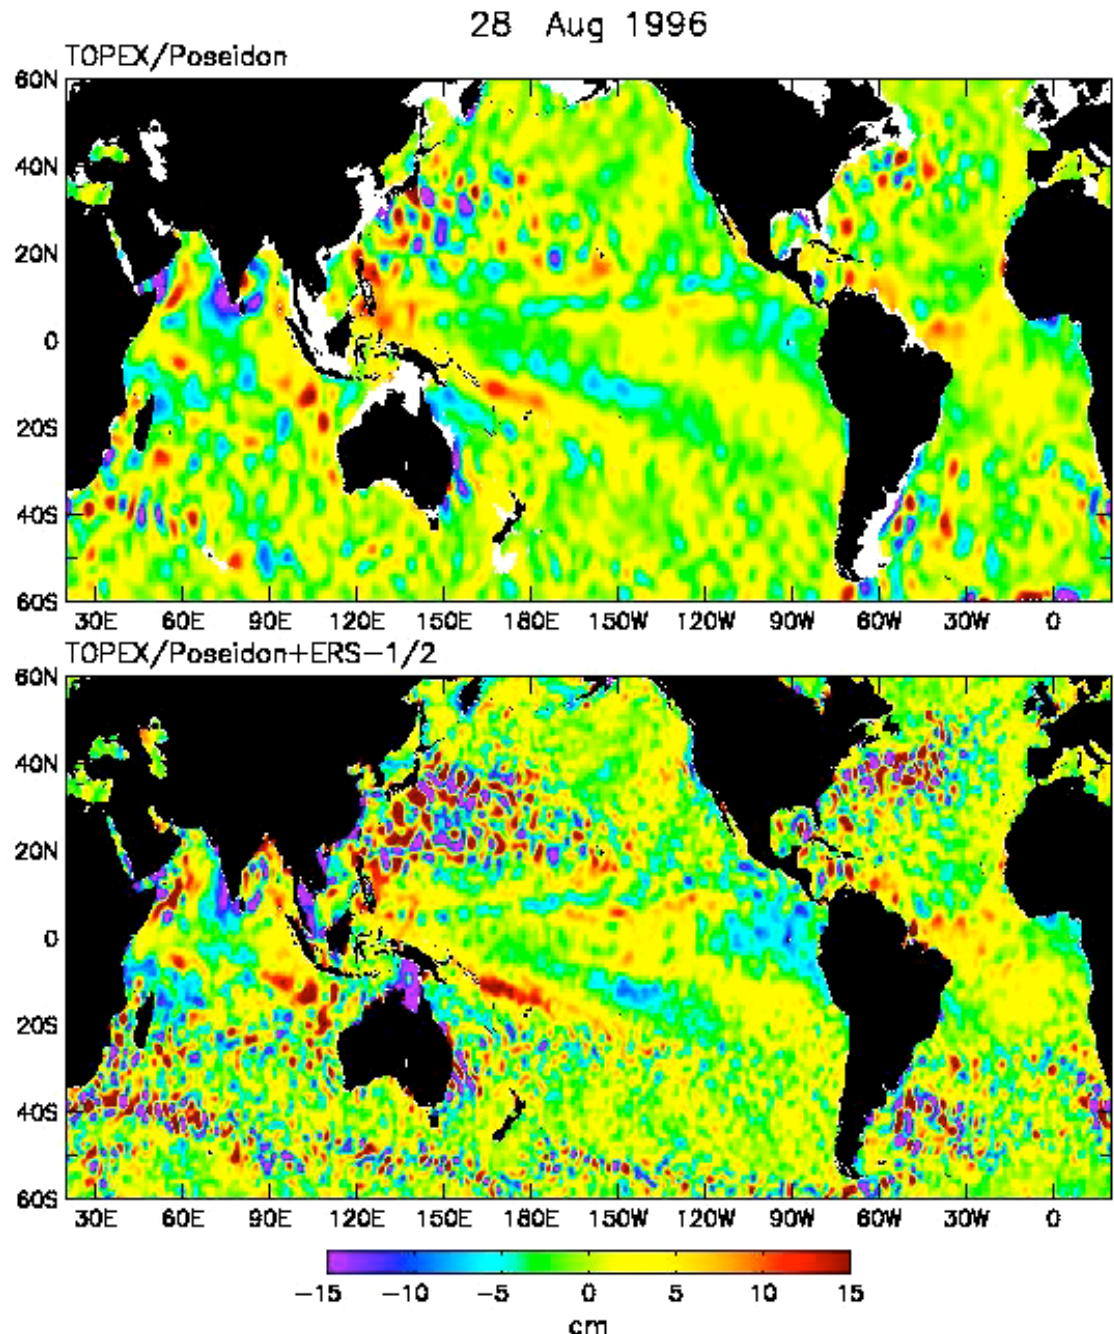 28 Aug 1996
TOPEX/Poseidon
60N
40N
20N
0
20S
40S
60S
30E 60E 90E 120E 150E 180E 150W 120W 90W 60W 30W 0
TOPEX/Poseidon+ERS-1/2
60N
40N
20N
0
20S
40S
60S
30E 60E 90E 120E 150E 180E 150W 120W 90W 60W 30W 0
-15 -10 -5 0 5 10 15
cm